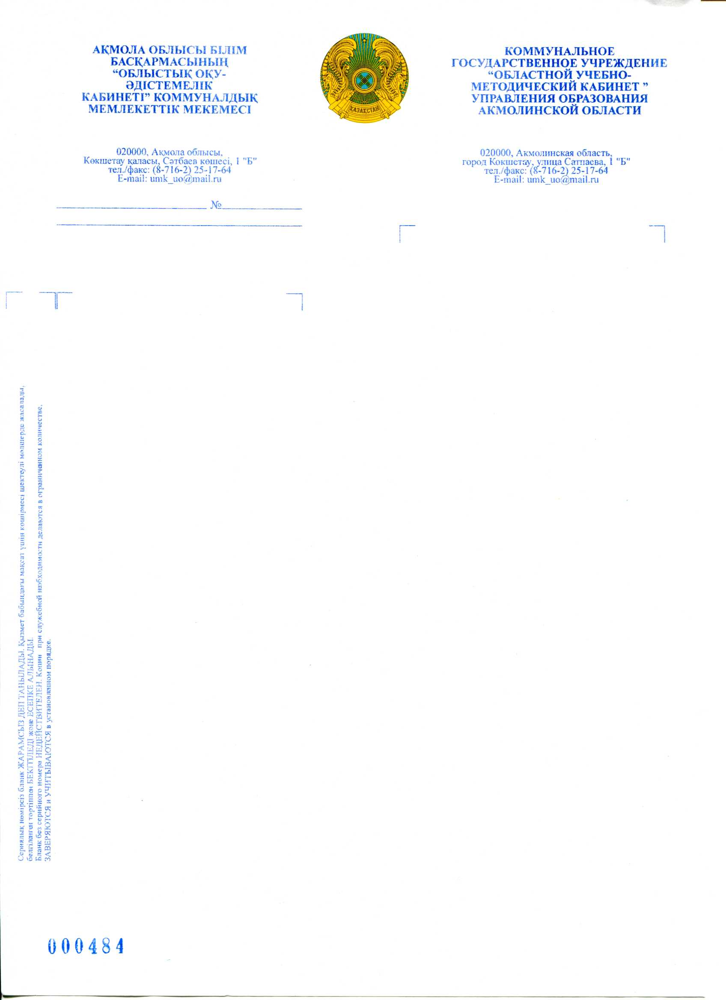 АҚМОЛА ОБЛЫСЫ БІЛІМ
БАСҚАРМАСЫНЫҢ
“ОБЛЫСТЫҚ ОҚУ-
ӘДІСТЕМЕЛІК
КАБИНЕТІ” КОММУНАЛДЫҚ
МЕМЛЕКЕТТІК МЕКЕМЕСІ
ҚАЗАҚСТАН
КОММУНАЛЬНОЕ
ГОСУДАРСТВЕННОЕ УЧРЕЖДЕНИЕ
“ОБЛАСТНОЙ УЧЕБНО-
МЕТОДИЧЕСКИЙ КАБИНЕТ ”
УПРАВЛЕНИЯ ОБРАЗОВАНИЯ
АКМОЛИНСКОЙ ОБЛАСТИ
020000, Ақмола облысы,
Көкшетау қаласы, Сәтбаев көшесі, 1 "Б"
тел./факс: (8-716-2) 25-17-64
E-mail: umk_uo@mail.ru
020000, Акмолинская область,
город Кокшетау, улица Сатпаева, 1 "Б"
тел./факс: (8-716-2) 25-17-64
E-mail: umk_uo@mail.ru
№
Сериялық нөмірсіз бланк ЖАРАМСЫЗ ДЕП ТАНЫЛАДЫ. Қызмет бабындағы мақсат үшін көшірмесі шектеулі мөлшерде жасалады,
белгіленген тәртіппен БЕКІТІЛЕДІ және ЕСЕПКЕ АЛЫНАДЫ.
Бланк без серийного номера НЕДЕЙСТВИТЕЛЕН. Копии при служебной необходимости делаются в ограниченном количестве,
ЗАВЕРЯЮТСЯ и УЧИТЫВАЮТСЯ в установленном порядке.
000484